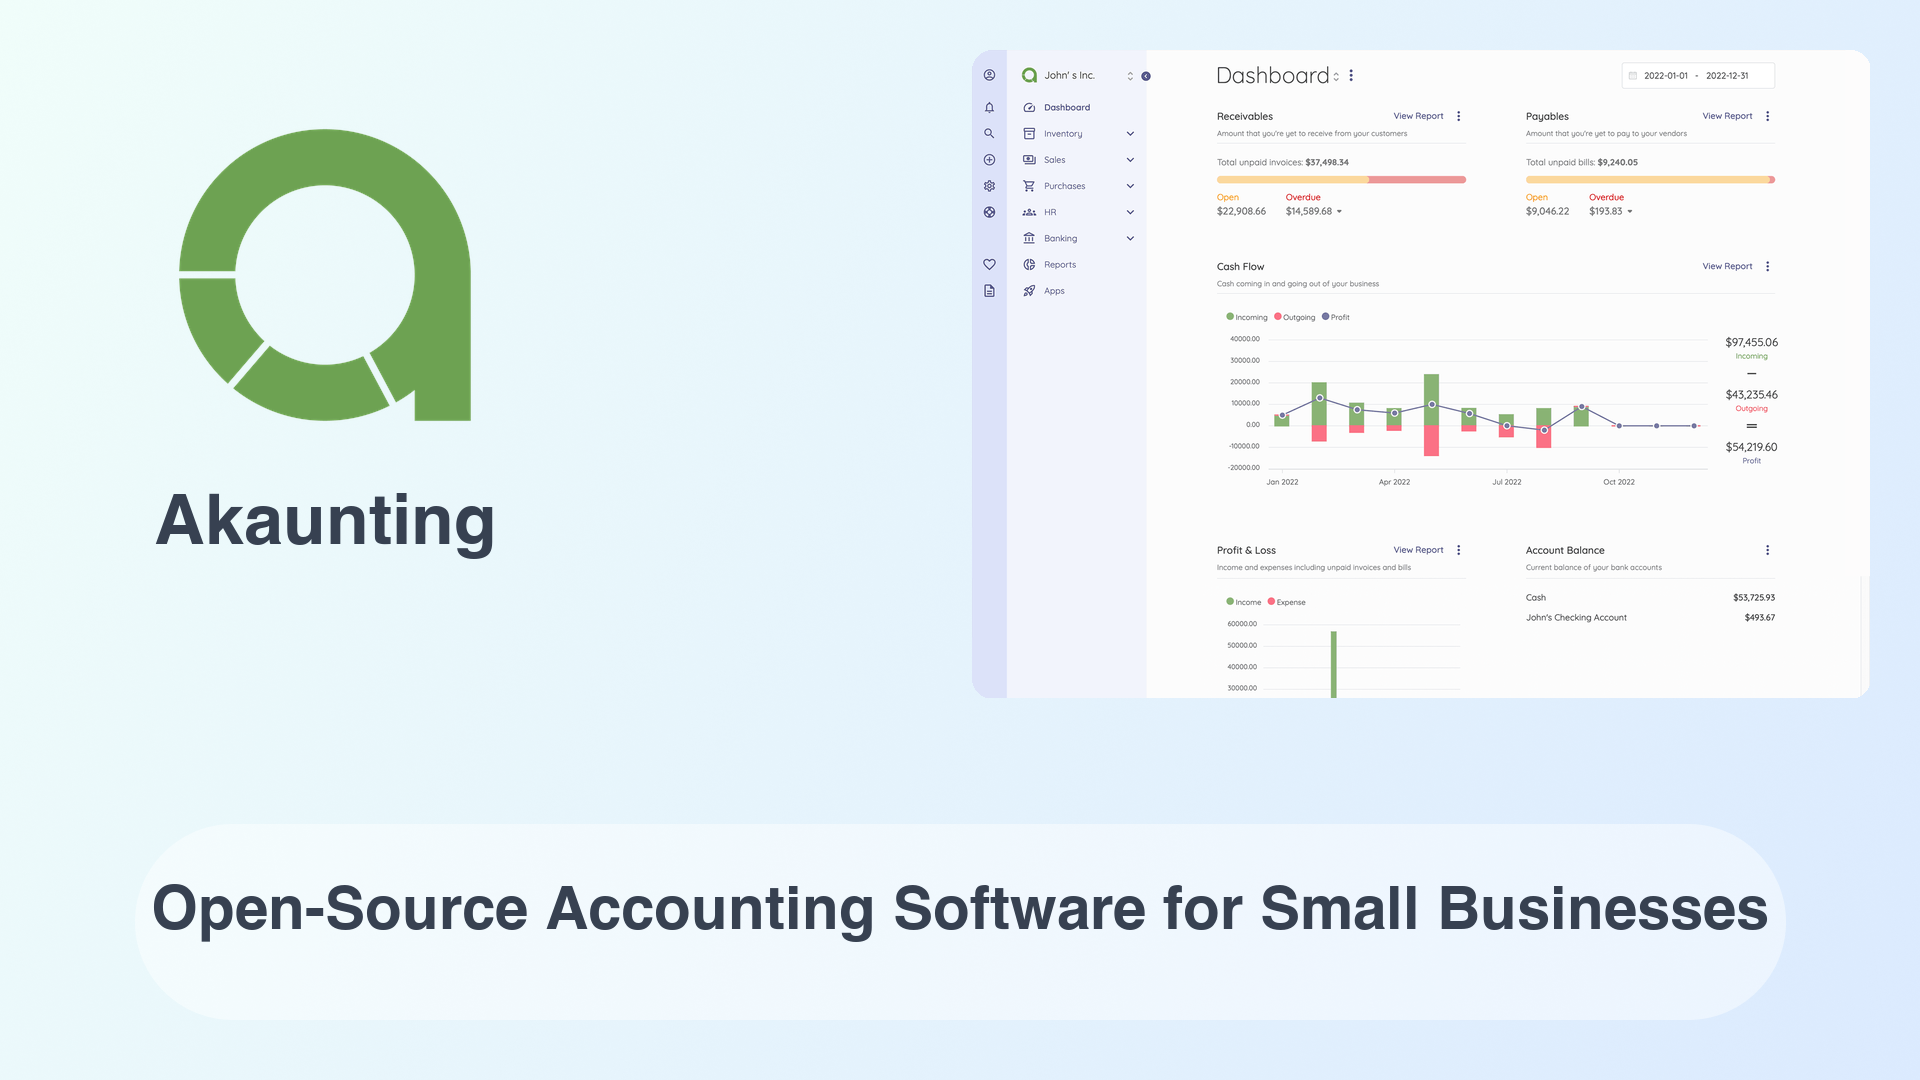 Akaunting
John' s Inc.
Dashboard
Inventory
Sales
Purchases
HR
Banking
Reports
Apps
Dashboard
2022-01-01 - 2022-12-31
Receivables
View Report
Amount that you're yet to receive from your customers
Total unpaid invoices: $37,498.34
Open Overdue
$22,908.66 $14,589.68
Payables
View Report
Amount that you're yet to pay to your vendors
Total unpaid bills: $9,240.05
Open Overdue
$9,046.22 $193.83
Cash Flow
View Report
Cash coming in and going out of your business
Incoming Outgoing Profit
40000.00
30000.00
20000.00
10000.00
0.00
-10000.00
-20000.00
Jan 2022 Apr 2022 Jul 2022 Oct 2022
$97,455.06
Incoming
—
$43,235.46
Outgoing
=
$54,219.60
Profit
Profit & Loss
View Report
Income and expenses including unpaid invoices and bills
Income Expense
60000.00
50000.00
40000.00
30000.00
Account Balance
Current balance of your bank accounts
Cash $53,725.93
John's Checking Account $493.67
Open-Source Accounting Software for Small Businesses